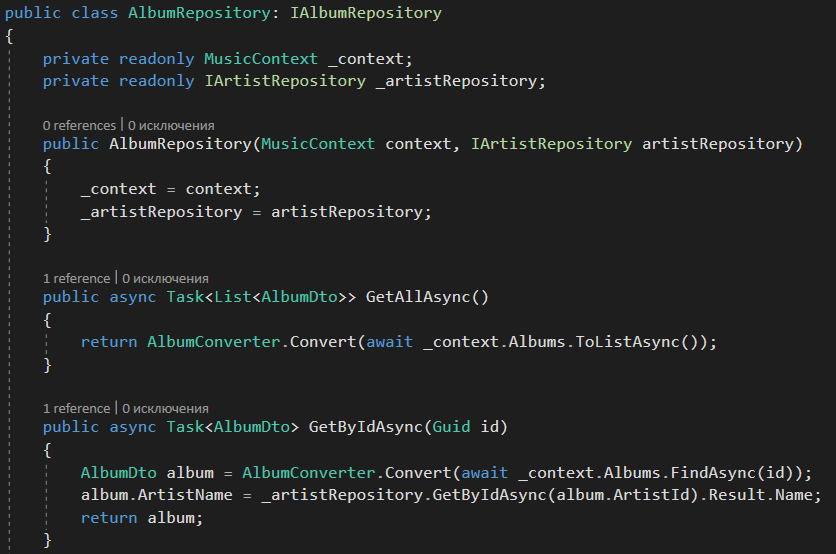 public class AlbumRepository: IAlbumRepository
{
private readonly MusicContext _context;
private readonly IArtistRepository _artistRepository;
0 references | 0 исключения
public AlbumRepository(MusicContext context, IArtistRepository artistRepository)
{
_context = context;
_artistRepository = artistRepository;
}
1 reference | 0 исключения
public async Task<List<AlbumDto>> GetAllAsync()
{
return AlbumConverter.Convert(await _context.Albums.ToListAsync());
}
1 reference | 0 исключения
public async Task<AlbumDto> GetByIdAsync(Guid id)
{
AlbumDto album = AlbumConverter.Convert(await _context.Albums.FindAsync(id));
album.ArtistName = _artistRepository.GetByIdAsync(album.ArtistId).Result.Name;
return album;
}